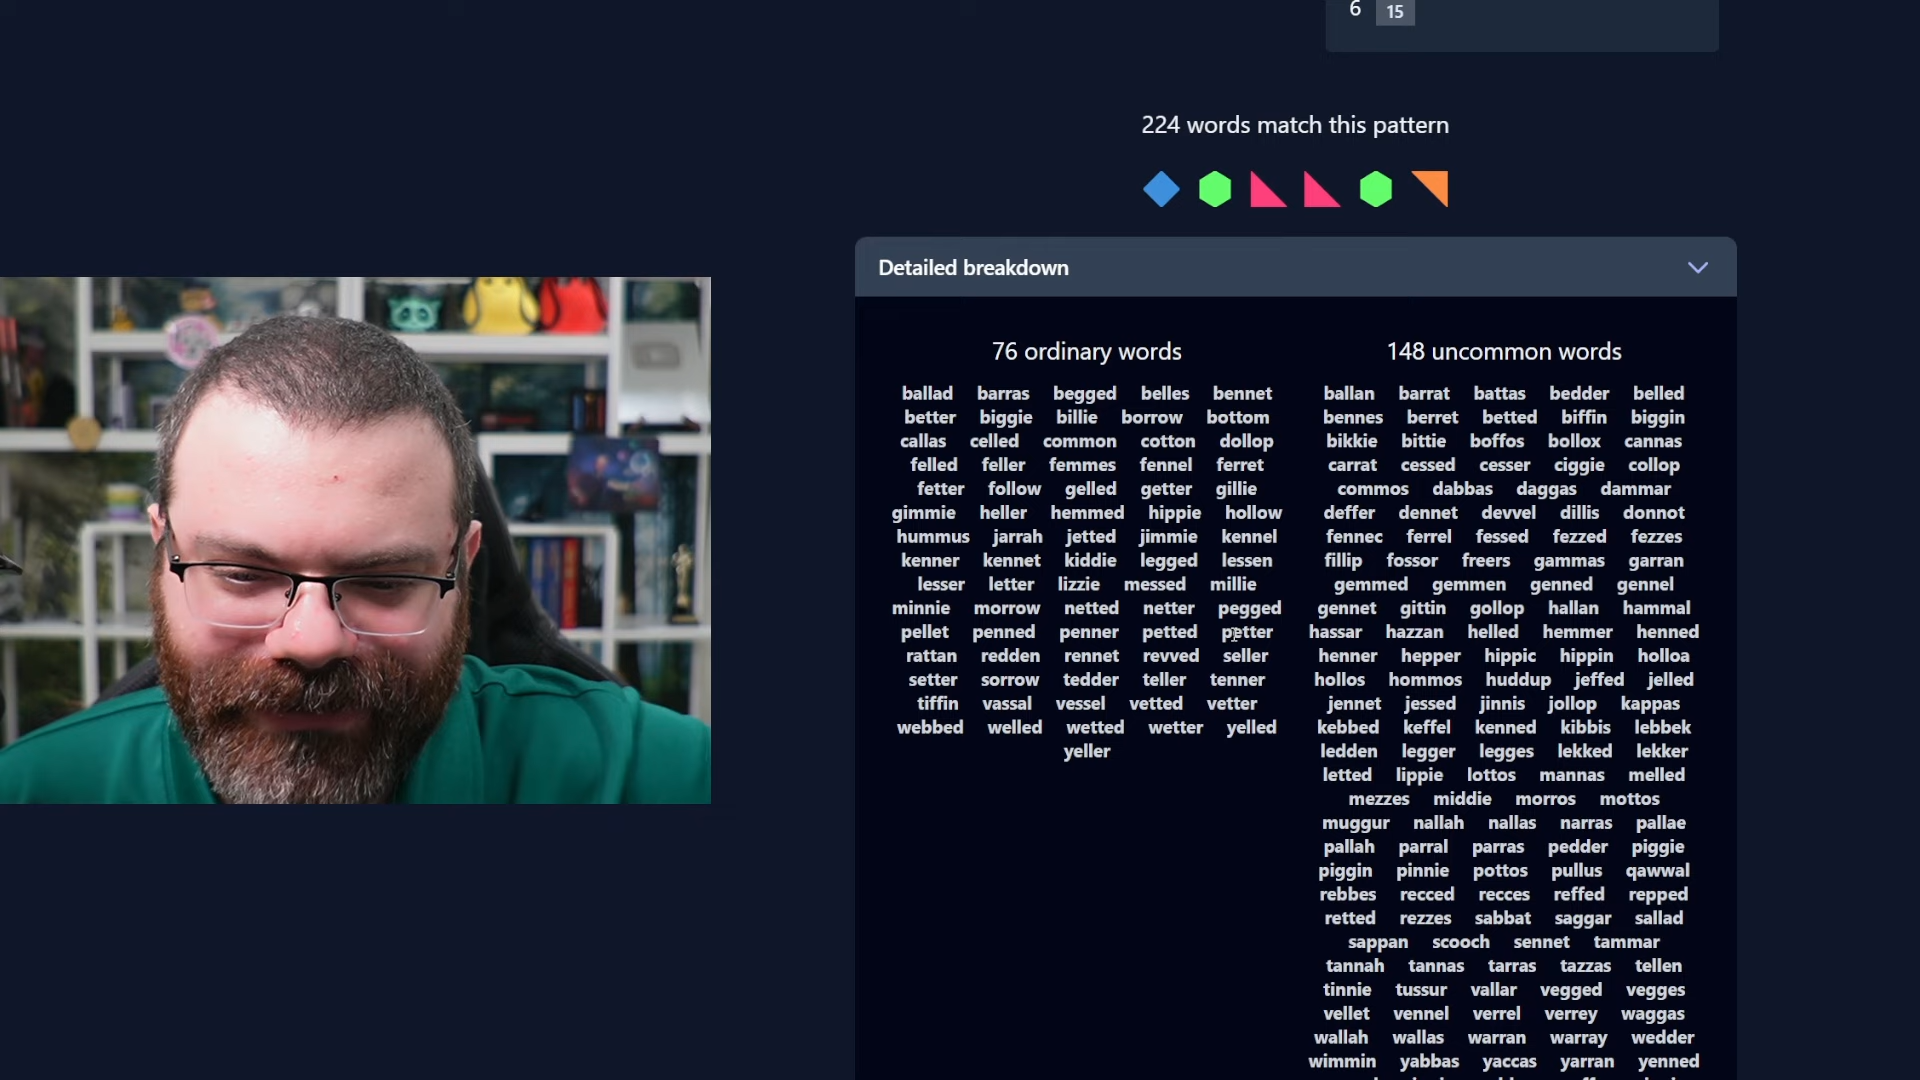 6 15
224 words match this pattern
Detailed breakdown
76 ordinary words
ballad barras begged belles bennet
better biggie billie borrow bottom
callas celled common cotton dollop
felled feller femmes fennel ferret
fetter follow gelled getter gillie
gimmie heller hemmed hippie hollow
hummus jarrah jetted jimmie kennel
kenner kennet kiddie legged lessen
lesser letter lizzie messed millie
minnie morrow netted netter pegged
pellet penned penner petted petter
rattan redden rennet revved seller
setter sorrow tedder teller tenner
tiffin vassal vessel vetted vetter
webbed welled wetted wetter yelled
yeller
148 uncommon words
ballan barrat battas bedder belled
bennes berret betted biffin biggin
bikkie bittie boffos bollox cannas
carrat cessed cesser ciggie collop
commos dabbas daggas dammar
deffer dennet devvel dillis donnot
fennec ferrel fessed fezzed fezzes
fillip fossor freers gammas garran
gemmed gemmen genned gennel
gennet gittin gollop hallan hammal
hassar hazzan helled hemmer henned
henner hepper hippic hippin holloa
hollos hommos huddup jeffed jelled
jennet jessed jinnis jollop kappas
kebbed keffel kenned kibbis lebbek
ledden legger legges lekked lekker
letted lippie lottos mannas melled
mezzes middie morros mottos
muggur nallah nallas narras pallae
pallah parral parras pedder piggie
piggin pinnie pottos pullus qawwal
rebbes recced recces reffed repped
retted rezzes sabbat saggar sallad
sappan scooch sennet tammar
tannah tannas tarras tazzas tellen
tinnie tussur vallar vegged vegges
vellet vennel verrel verrey waggas
wallah wallas warran warray wedder
wimmin yabbas yaccas yarran yenned